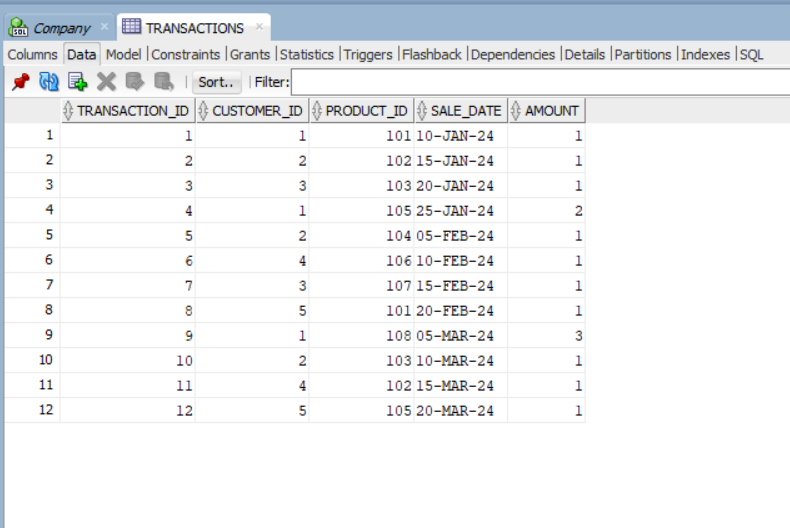 SQL Company × TRANSACTIONS ×
Columns Data Model Constraints Grants Statistics Triggers Flashback Dependencies Details Partitions Indexes SQL
Sort.. Filter:
TRANSACTION_ID CUSTOMER_ID PRODUCT_ID SALE_DATE AMOUNT
1 1 1 101 10-JAN-24 1
2 2 2 102 15-JAN-24 1
3 3 3 103 20-JAN-24 1
4 4 1 105 25-JAN-24 2
5 5 2 104 05-FEB-24 1
6 6 4 106 10-FEB-24 1
7 7 3 107 15-FEB-24 1
8 8 5 101 20-FEB-24 1
9 9 1 108 05-MAR-24 3
10 10 2 103 10-MAR-24 1
11 11 4 102 15-MAR-24 1
12 12 5 105 20-MAR-24 1